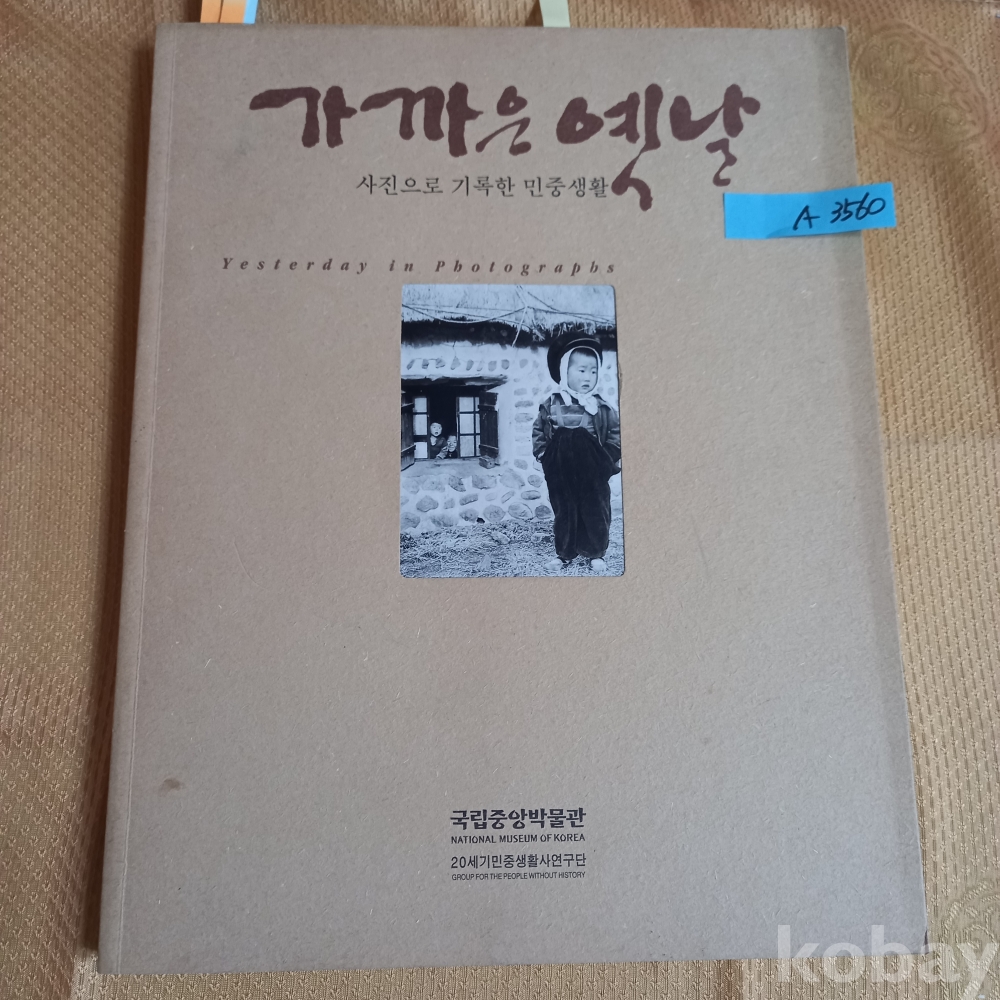 가까운 옛날
사진으로 기록한 민중생활
A 3560
Yesterday in Photographs
국립중앙박물관
NATIONAL MUSEUM OF KOREA
20세기민중생활사연구단
GROUP FOR THE PEOPLE WITHOUT HISTORY
kobay